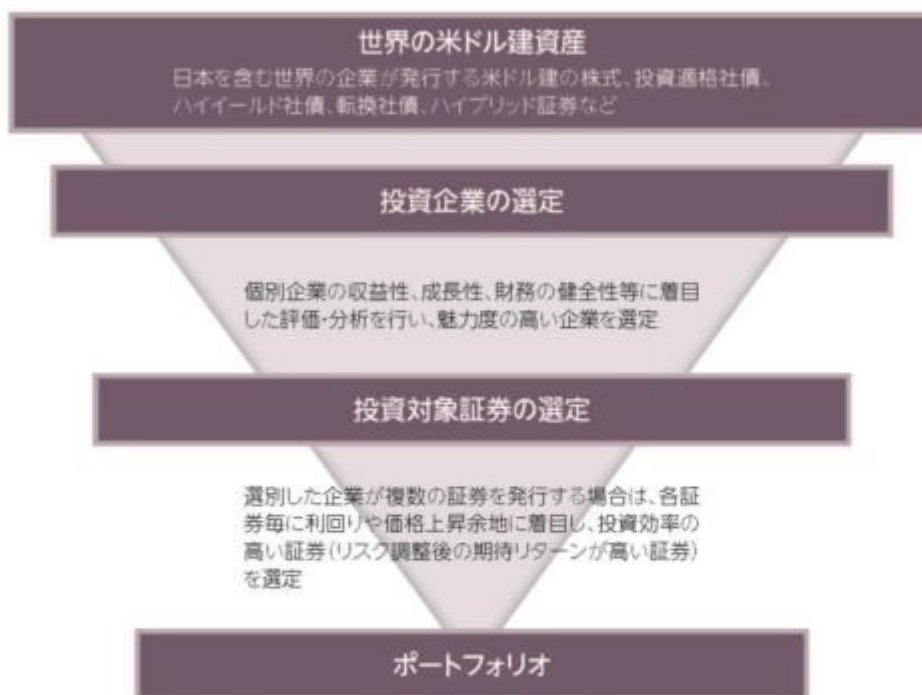 世界の米ドル建資産
日本を含む世界の企業が発行する米ドル建の株式、投資適格社債、
ハイイールド社債、転換社債、ハイブリッド証券など
投資企業の選定
個別企業の収益性、成長性、財務の健全性等に着目
した評価・分析を行い、魅力度の高い企業を選定
投資対象証券の選定
選別した企業が複数の証券を発行する場合は、各証
券毎に利回りや価格上昇余地に着目し、投資効率の
高い証券(リスク調整後の期待リターンが高い証券)
を選定
ポートフォリオ